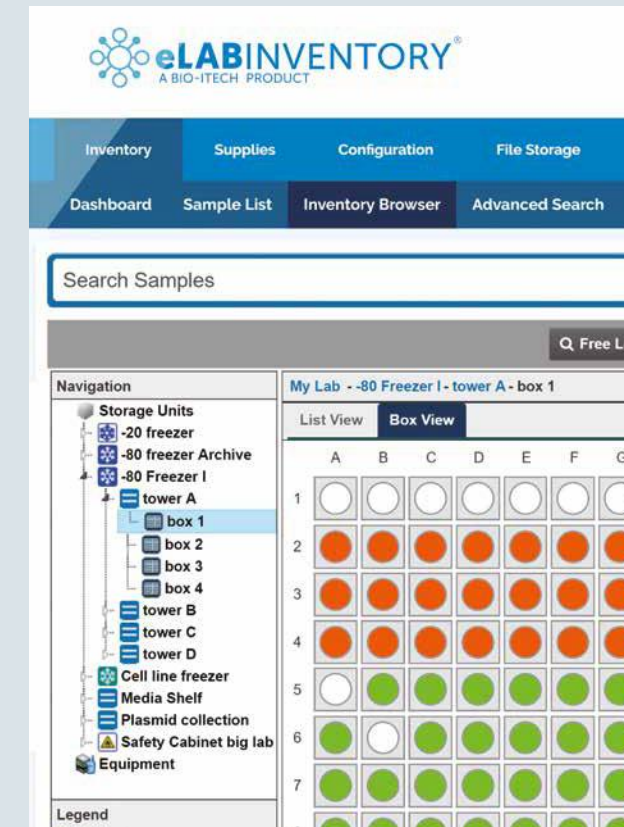 eLABINVENTORY®
A BIO-ITECH PRODUCT
Inventory Supplies Configuration File Storage
Dashboard Sample List Inventory Browser Advanced Search
Search Samples
Free L
Navigation
My Lab - -80 Freezer I - tower A - box 1
Storage Units
List View Box View
-20 freezer
-80 freezer Archive
A B C D E F G
-80 Freezer I
tower A
1
box 1
box 2
2
box 3
box 4
3
tower B
tower C
4
tower D
Cell line freezer
5
Media Shelf
Plasmid collection
6
Safety Cabinet big lab
Equipment
7
Legend